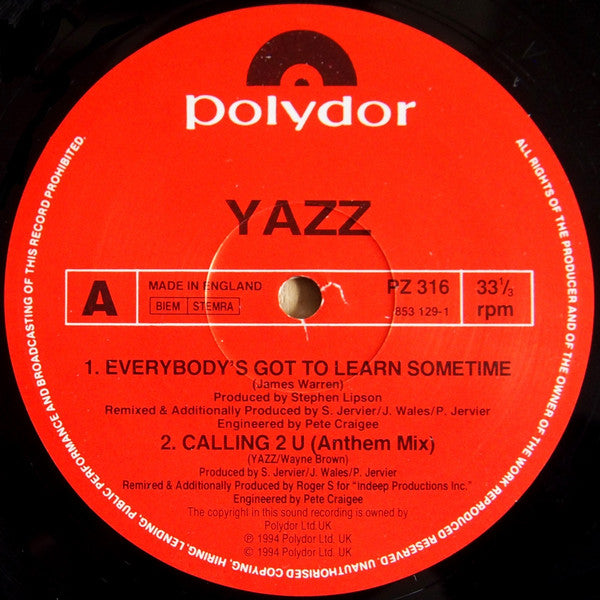 polydor
YAZZ
A
MADE IN ENGLAND
BIEM STEMRA
PZ 316
853 129-1
33⅓
rpm
1. EVERYBODY'S GOT TO LEARN SOMETIME
(James Warren)
Produced by Stephen Lipson
Remixed & Additionally Produced by S. Jervier/J. Wales/P. Jervier
Engineered by Pete Craigee
2. CALLING 2 U (Anthem Mix)
(YAZZ/Wayne Brown)
Produced by S. Jervier/J. Wales/P. Jervier
Remixed & Additionally Produced by Roger S for "Indeep Productions Inc."
Engineered by Pete Craigee
The copyright in this sound recording is owned by
Polydor Ltd. UK
℗ 1994 Polydor Ltd. UK
© 1994 Polydor Ltd. UK
ALL RIGHTS OF THE PRODUCER AND OF THE OWNER OF THE WORK REPRODUCED RESERVED. UNAUTHORISED COPYING, HIRING, LENDING, PUBLIC PERFORMANCE AND BROADCASTING OF THIS RECORD PROHIBITED.